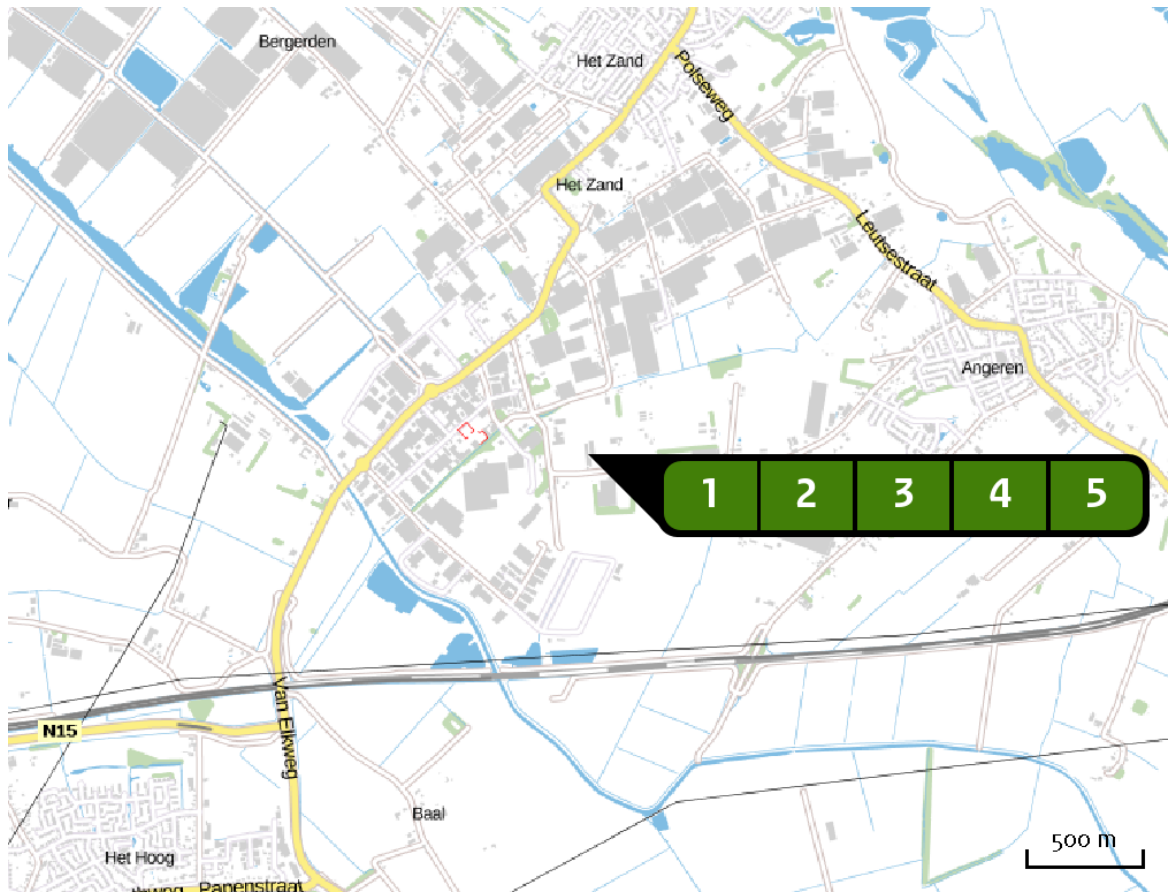 Bergerden
Het Zand
Polseweg
Het Zand
Leutsestraat
Angeren
1 2 3 4 5
Van Elkweg
N15
Baal
500 m
Het Hoog
Papenstraat